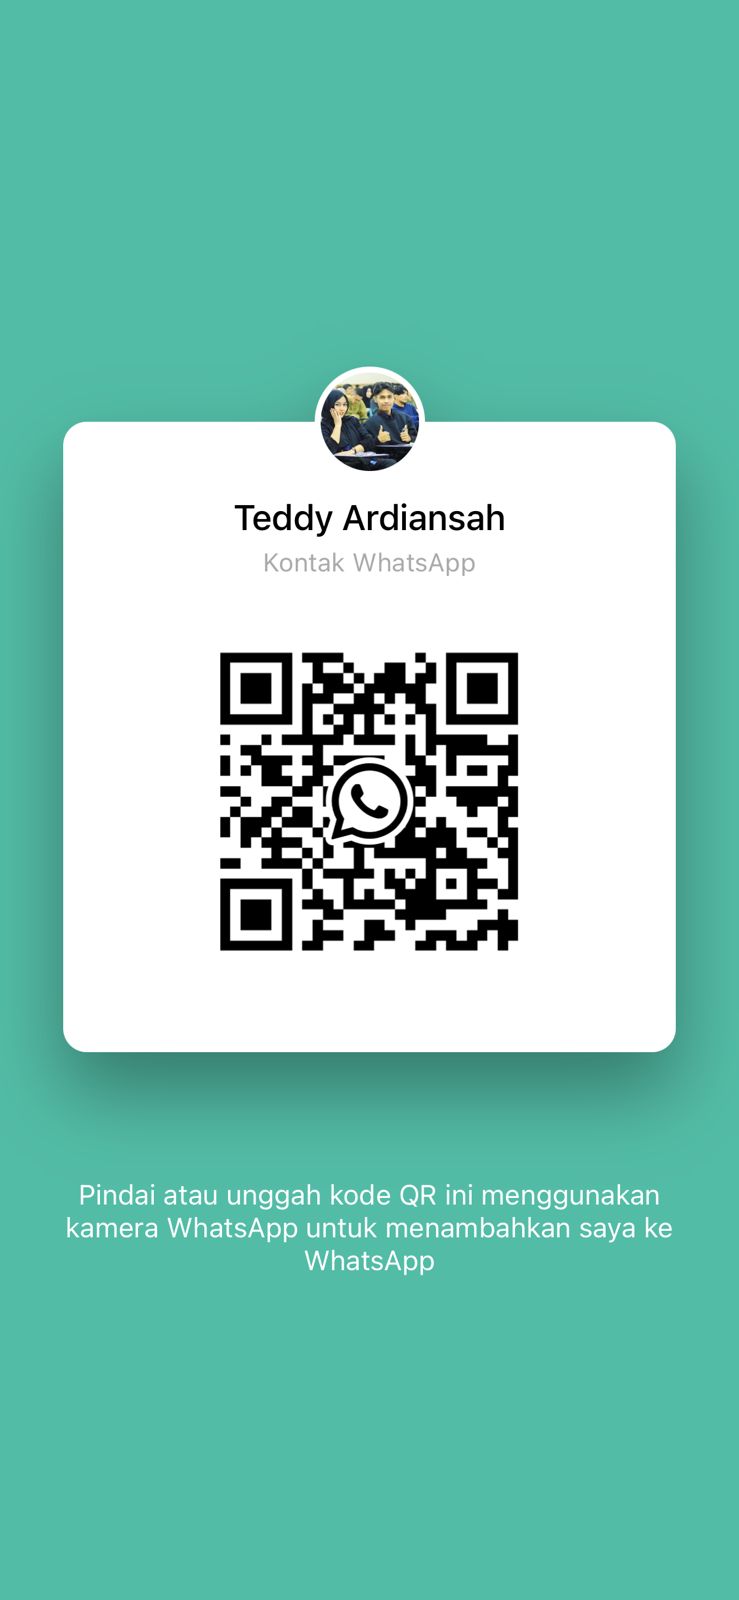 Teddy Ardiansah
Kontak WhatsApp
Pindai atau unggah kode QR ini menggunakan
kamera WhatsApp untuk menambahkan saya ke
WhatsApp